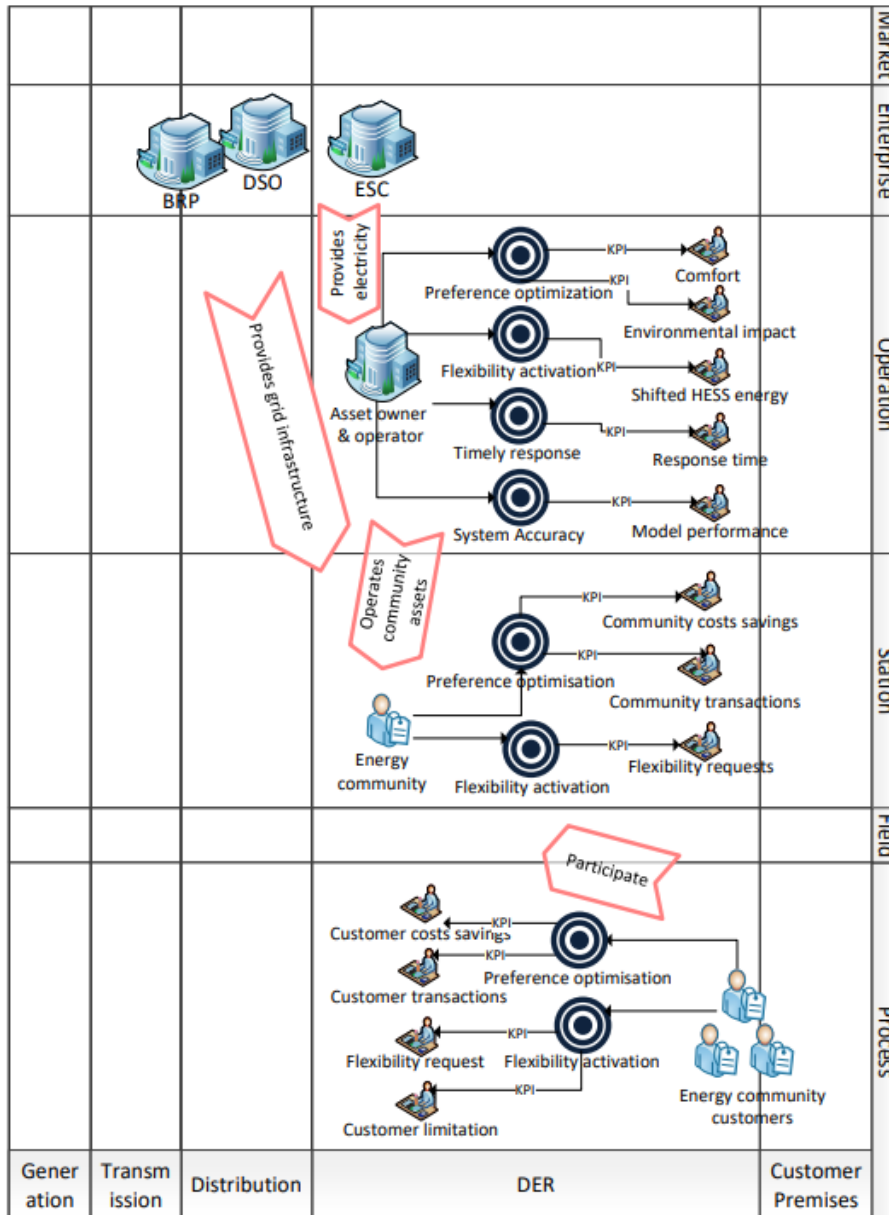 Market
Enterprise
BRP
DSO
ESC
Operation
Provides
electricity
Provides grid infrastructure
KPI
Comfort
Preference optimization
KPI
Environmental impact
Flexibility activation
KPI
Shifted HESS energy
Asset owner
& operator
Timely response
KPI
Response time
System Accuracy
KPI
Model performance
Station
Operates
community
assets
KPI
Community costs savings
Preference optimisation
KPI
Community transactions
Energy
community
Flexibility activation
KPI
Flexibility requests
Field
Participate
Process
KPI
Customer costs savings
KPI
Preference optimisation
Customer transactions
KPI
Flexibility request
Flexibility activation
KPI
Customer limitation
Energy community
customers
Gener
ation
Transm
ission
Distribution
DER
Customer
Premises